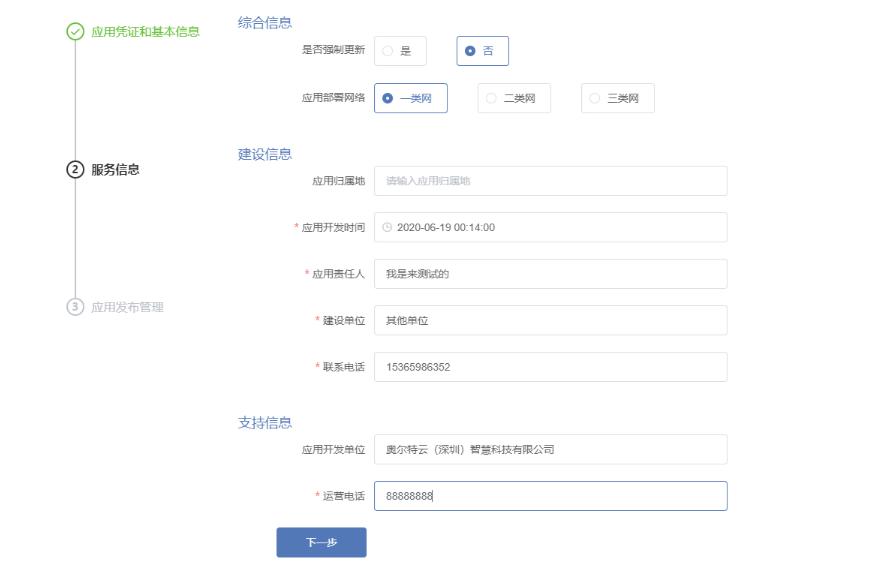 应用凭证和基本信息
2 服务信息
3 应用发布管理
综合信息
是否强制更新 是 否
应用部署网络 一类网 二类网 三类网
建设信息
应用归属地 请输入应用归属地
* 应用开发时间 2020-06-19 00:14:00
* 应用责任人 我是来测试的
* 建设单位 其他单位
* 联系电话 15365986352
支持信息
应用开发单位 奥尔特云（深圳）智慧科技有限公司
* 运营电话 88888888
下一步